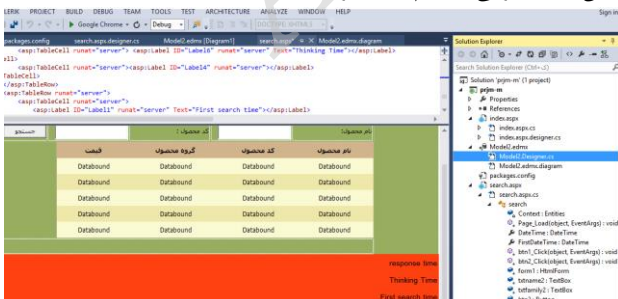 LERIK PROJECT BUILD DEBUG TEAM TOOLS TEST ARCHITECTURE ANALYZE WINDOW HELP
Sign in
Google Chrome Debug
packages.config search.aspx.designer.cs Model2.edmx [Diagram1] search.aspx Model2.edmx.diagram
<asp:TableCell runat="server"> <asp:Label ID="Label6" runat="server" Text="Thinking Time"></asp:Label>
<asp:TableCell runat="server"><asp:Label ID="Label4" runat="server"></asp:Label>
TableCell>
</asp:TableRow>
<asp:TableRow runat="server">
<asp:TableCell runat="server">
<asp:Label ID="Label1" runat="server" Text="First search time"></asp:Label>
نام محصول: کد محصول : جستجو
نام محصول کد محصول گروه محصول قیمت
Databound Databound Databound Databound
Databound Databound Databound Databound
Databound Databound Databound Databound
Databound Databound Databound Databound
Databound Databound Databound Databound
response time
Thinking Time
First search time
Solution Explorer
Search Solution Explorer (Ctrl+;)
Solution 'prjm-m' (1 project)
prjm-m
Properties
References
index.aspx
index.aspx.cs
index.aspx.designer.cs
Model2.edmx
Model2.Designer.cs
Model2.edmx.diagram
packages.config
search.aspx
search.aspx.cs
search
Context : Entities
Page_Load(object, EventArgs) : void
DateTime : DateTime
FirstDateTime : DateTime
btn1_Click(object, EventArgs) : void
btn2_Click(object, EventArgs) : void
form1 : HtmlForm
txtname2 : TextBox
txtfamily2 : TextBox